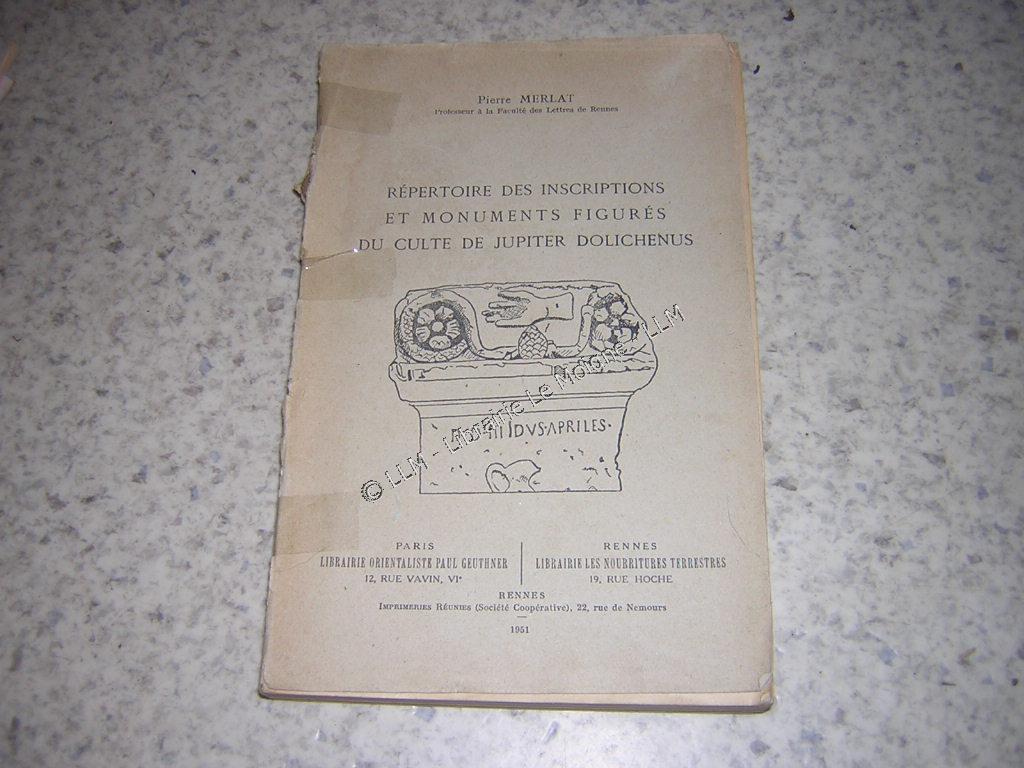 Pierre MERLAT
Professeur à la Faculté des Lettres de Rennes
RÉPERTOIRE DES INSCRIPTIONS
ET MONUMENTS FIGURÉS
DU CULTE DE JUPITER DOLICHENUS
IDVS·APRILES·
© LLM - Librairie Le Moigne - LLM
PARIS
LIBRAIRIE ORIENTALISTE PAUL GEUTHNER
12, RUE VAVIN, VIe
RENNES
LIBRAIRIE LES NOURRITURES TERRESTRES
19, RUE HOCHE
RENNES
Imprimeries Réunies (Société Coopérative), 22, rue de Nemours
1951